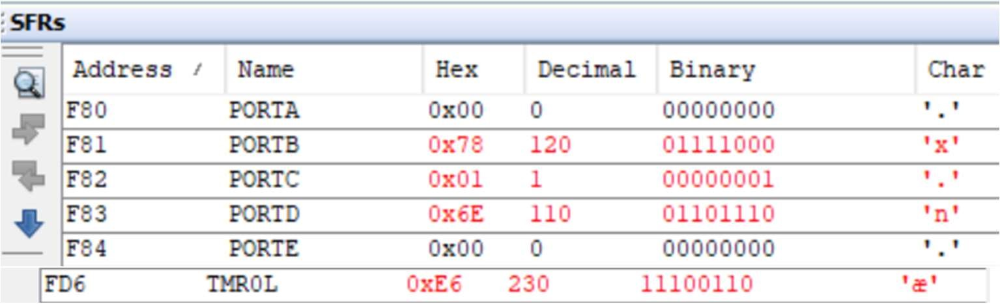 SFRs
Address / Name Hex Decimal Binary Char
F80 PORTA 0x00 0 00000000 '.'
F81 PORTB 0x78 120 01111000 'x'
F82 PORTC 0x01 1 00000001 '.'
F83 PORTD 0x6E 110 01101110 'n'
F84 PORTE 0x00 0 00000000 '.'
FD6 TMR0L 0xE6 230 11100110 'æ'